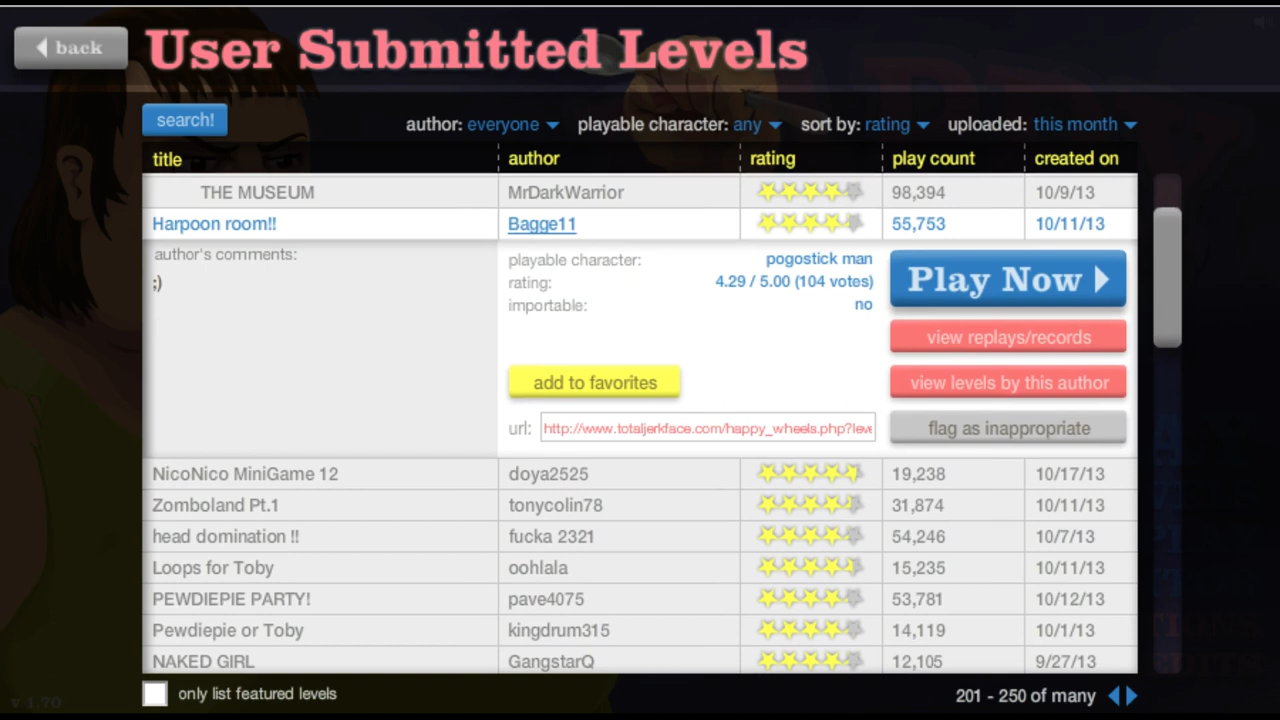 back
User Submitted Levels
search!
author: everyone playable character: any sort by: rating uploaded: this month
title author rating play count created on
THE MUSEUM MrDarkWarrior 98,394 10/9/13
Harpoon room!! Bagge11 55,753 10/11/13
author's comments:
;)
playable character: pogostick man
rating: 4.29 / 5.00 (104 votes)
importable: no
Play Now
view replays/records
add to favorites
view levels by this author
url: http://www.totaljerkface.com/happy_wheels.php?leve
flag as inappropriate
NicoNico MiniGame 12 doya2525 19,238 10/17/13
Zomboland Pt.1 tonycolin78 31,874 10/11/13
head domination !! fucka 2321 54,246 10/7/13
Loops for Toby oohlala 15,235 10/11/13
PEWDIEPIE PARTY! pave4075 53,781 10/12/13
Pewdiepie or Toby kingdrum315 14,119 10/1/13
NAKED GIRL GangstarQ 12,105 9/27/13
only list featured levels
201 - 250 of many
v 1.70